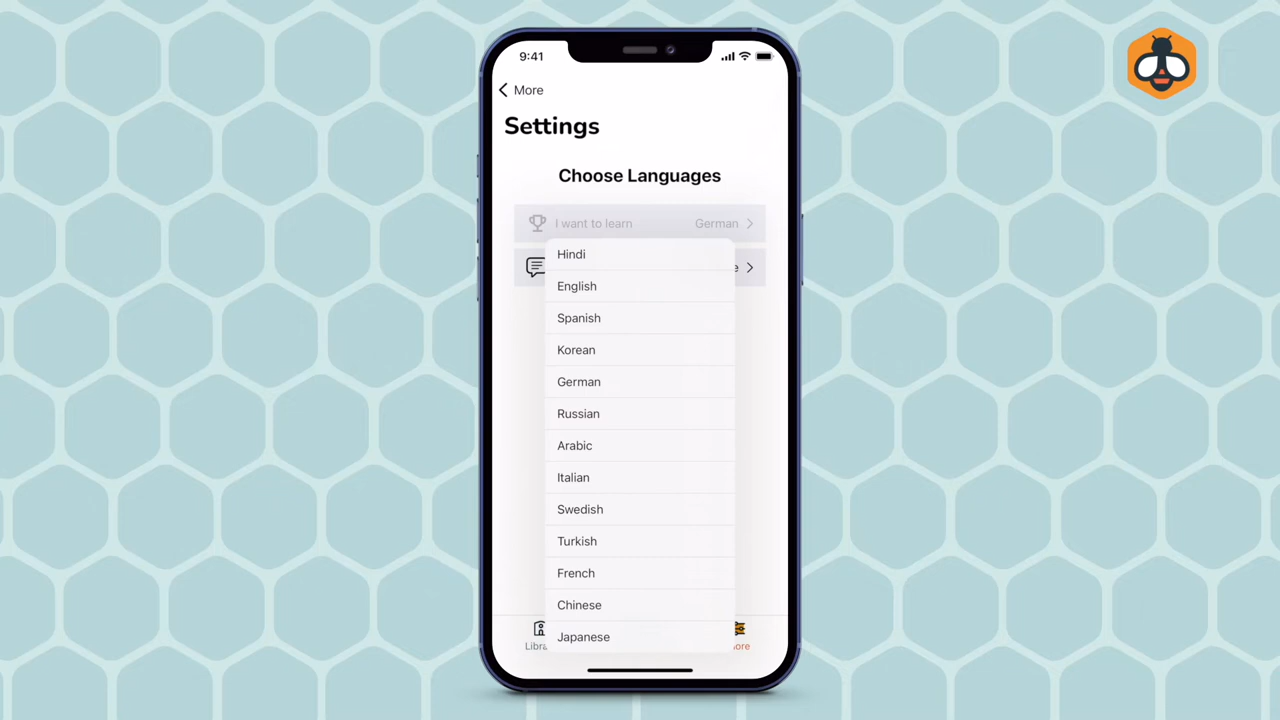 9:41
More
Settings
Choose Languages
I want to learn German
Hindi
English
Spanish
Korean
German
Russian
Arabic
Italian
Swedish
Turkish
French
Chinese
Japanese